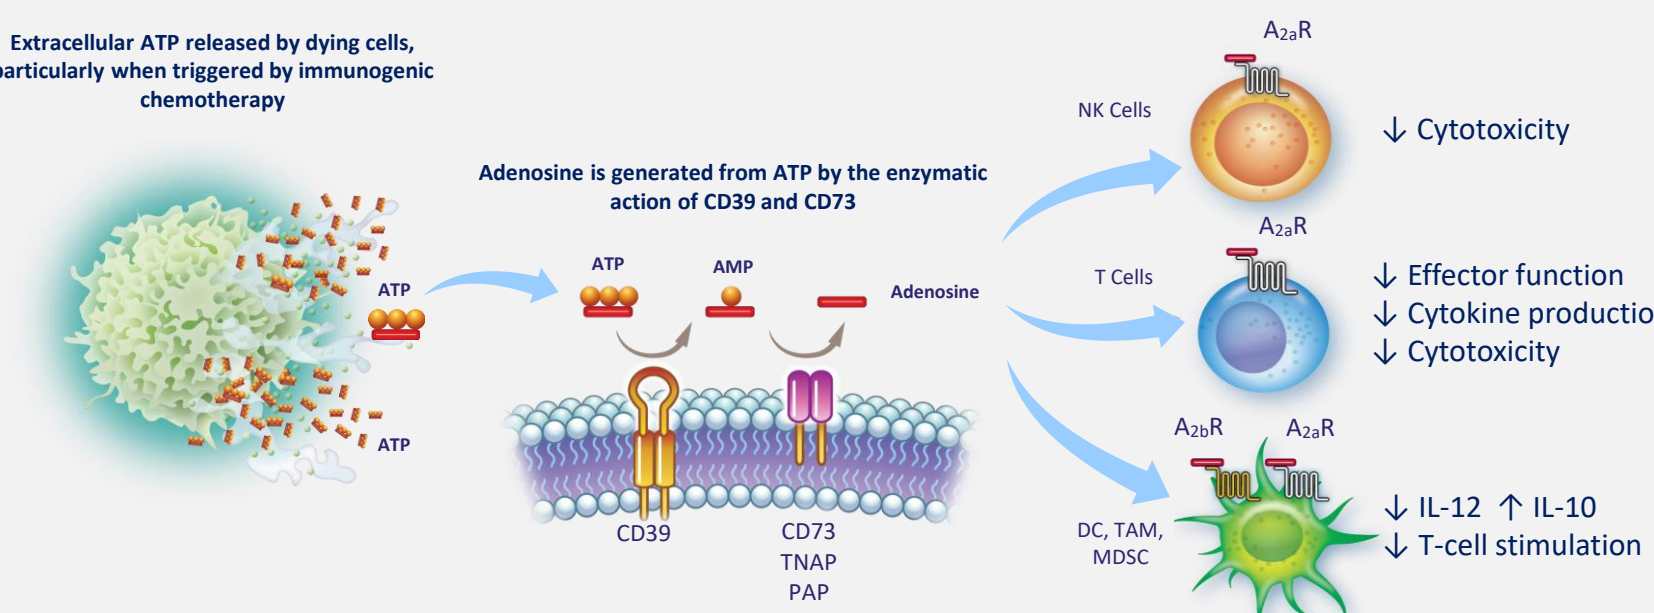 Extracellular ATP released by dying cells,
particularly when triggered by immunogenic
chemotherapy
ATP
ATP
Adenosine is generated from ATP by the enzymatic
action of CD39 and CD73
ATP
AMP
Adenosine
CD39
CD73
TNAP
PAP
NK Cells
A2aR
↓ Cytotoxicity
T Cells
A2aR
↓ Effector function
↓ Cytokine productio
↓ Cytotoxicity
A2bR
A2aR
DC, TAM,
MDSC
↓ IL-12 ↑ IL-10
↓ T-cell stimulation